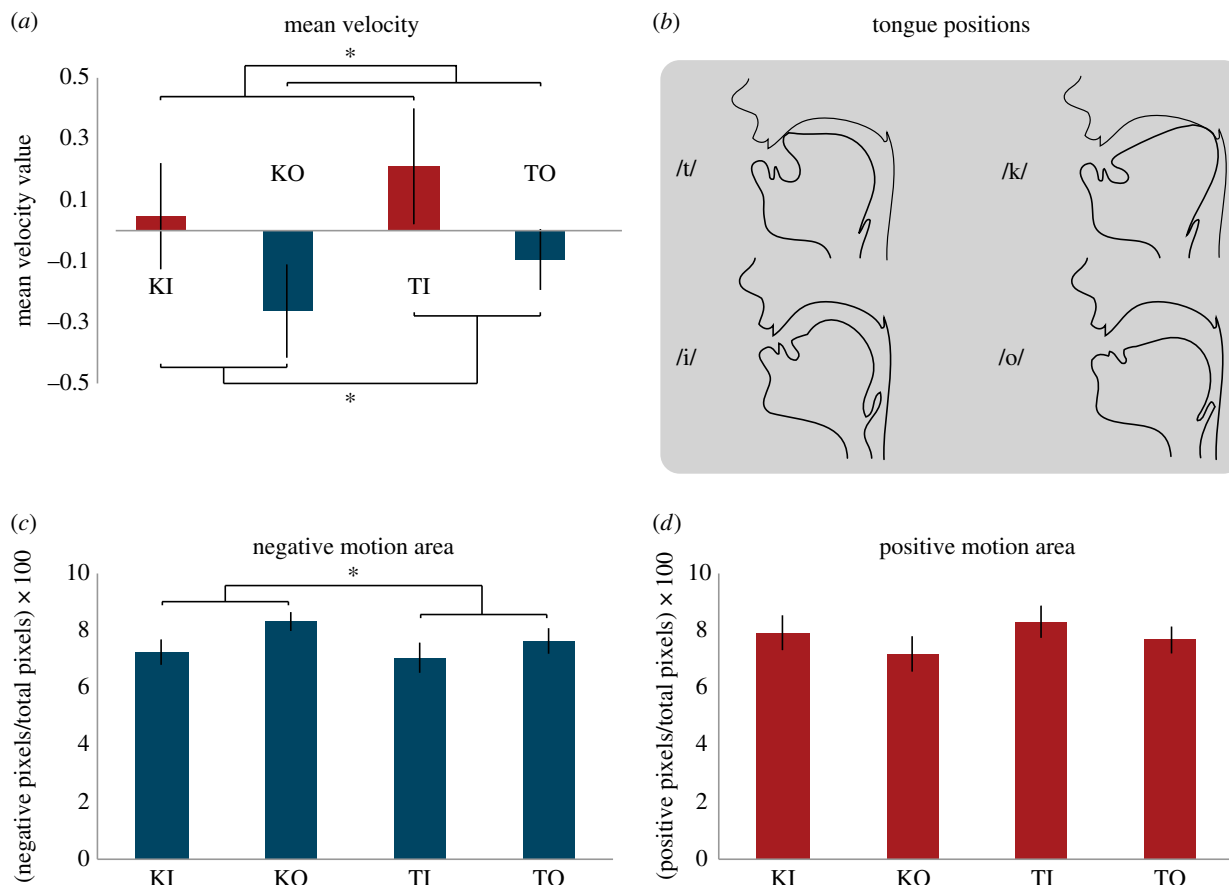 (a)
mean velocity
*
0.5
0.3
0.1
–0.1
–0.3
–0.5
mean velocity value
KO
TO
KI
TI
*
(b)
tongue positions
/t/
/k/
/i/
/o/
(c)
negative motion area
*
10
8
6
4
2
0
(negative pixels/total pixels) × 100
KI KO TI TO
(d)
positive motion area
10
8
6
4
2
0
(positive pixels/total pixels) × 100
KI KO TI TO